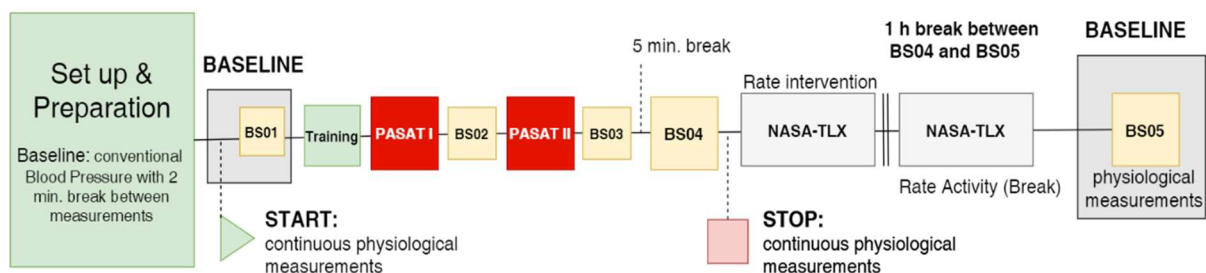 Set up &
Preparation
Baseline: conventional
Blood Pressure with 2
min. break between
measurements
BASELINE
BS01
START:
continuous physiological
measurements
Training
PASAT I
BS02
PASAT II
BS03
5 min. break
BS04
STOP:
continuous physiological
measurements
Rate intervention
NASA-TLX
1 h break between
BS04 and BS05
NASA-TLX
Rate Activity (Break)
BASELINE
BS05
physiological
measurements